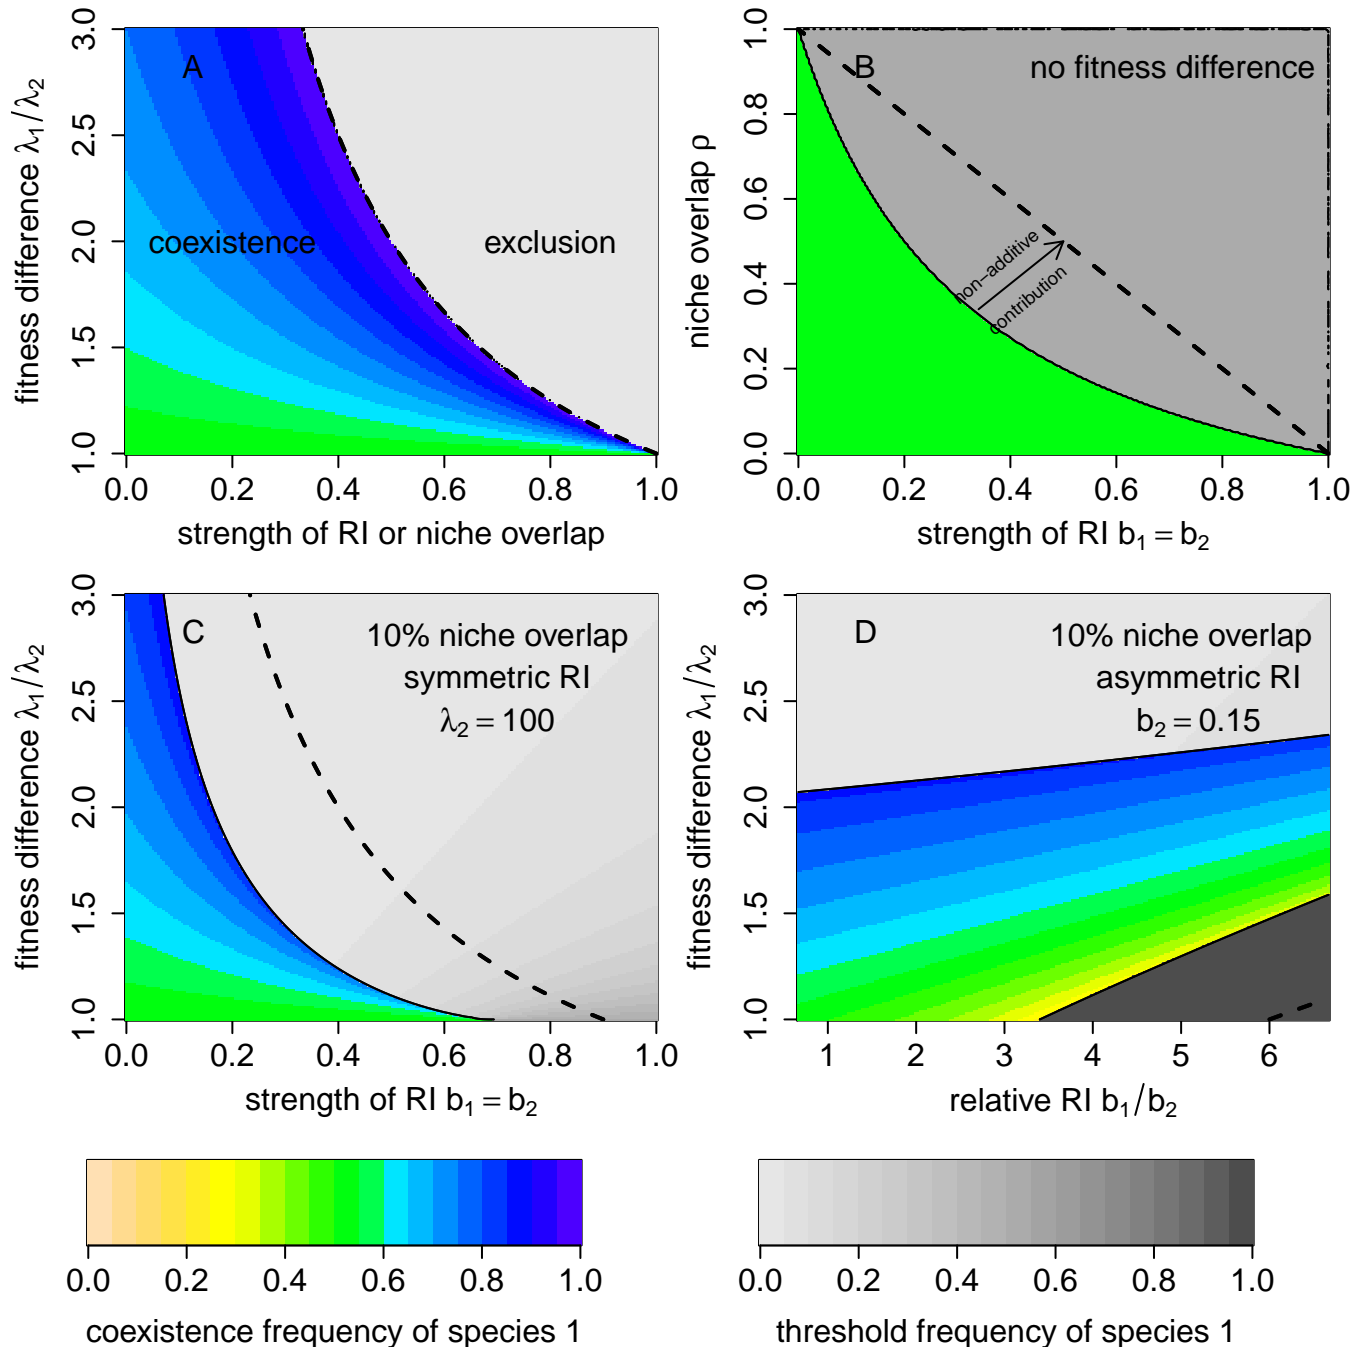 A
coexistence
exclusion
fitness difference λ1/λ2
1.0 1.5 2.0 2.5 3.0
0.0 0.2 0.4 0.6 0.8 1.0
strength of RI or niche overlap
B
no fitness difference
non−additive
contribution
niche overlap ρ
0.0 0.2 0.4 0.6 0.8 1.0
0.0 0.2 0.4 0.6 0.8 1.0
strength of RI b1 = b2
C
10% niche overlap
symmetric RI
λ2 = 100
fitness difference λ1/λ2
1.0 1.5 2.0 2.5 3.0
0.0 0.2 0.4 0.6 0.8 1.0
strength of RI b1 = b2
D
10% niche overlap
asymmetric RI
b2 = 0.15
fitness difference λ1/λ2
1.0 1.5 2.0 2.5 3.0
1 2 3 4 5 6
relative RI b1/b2
0.0 0.2 0.4 0.6 0.8 1.0
coexistence frequency of species 1
0.0 0.2 0.4 0.6 0.8 1.0
threshold frequency of species 1